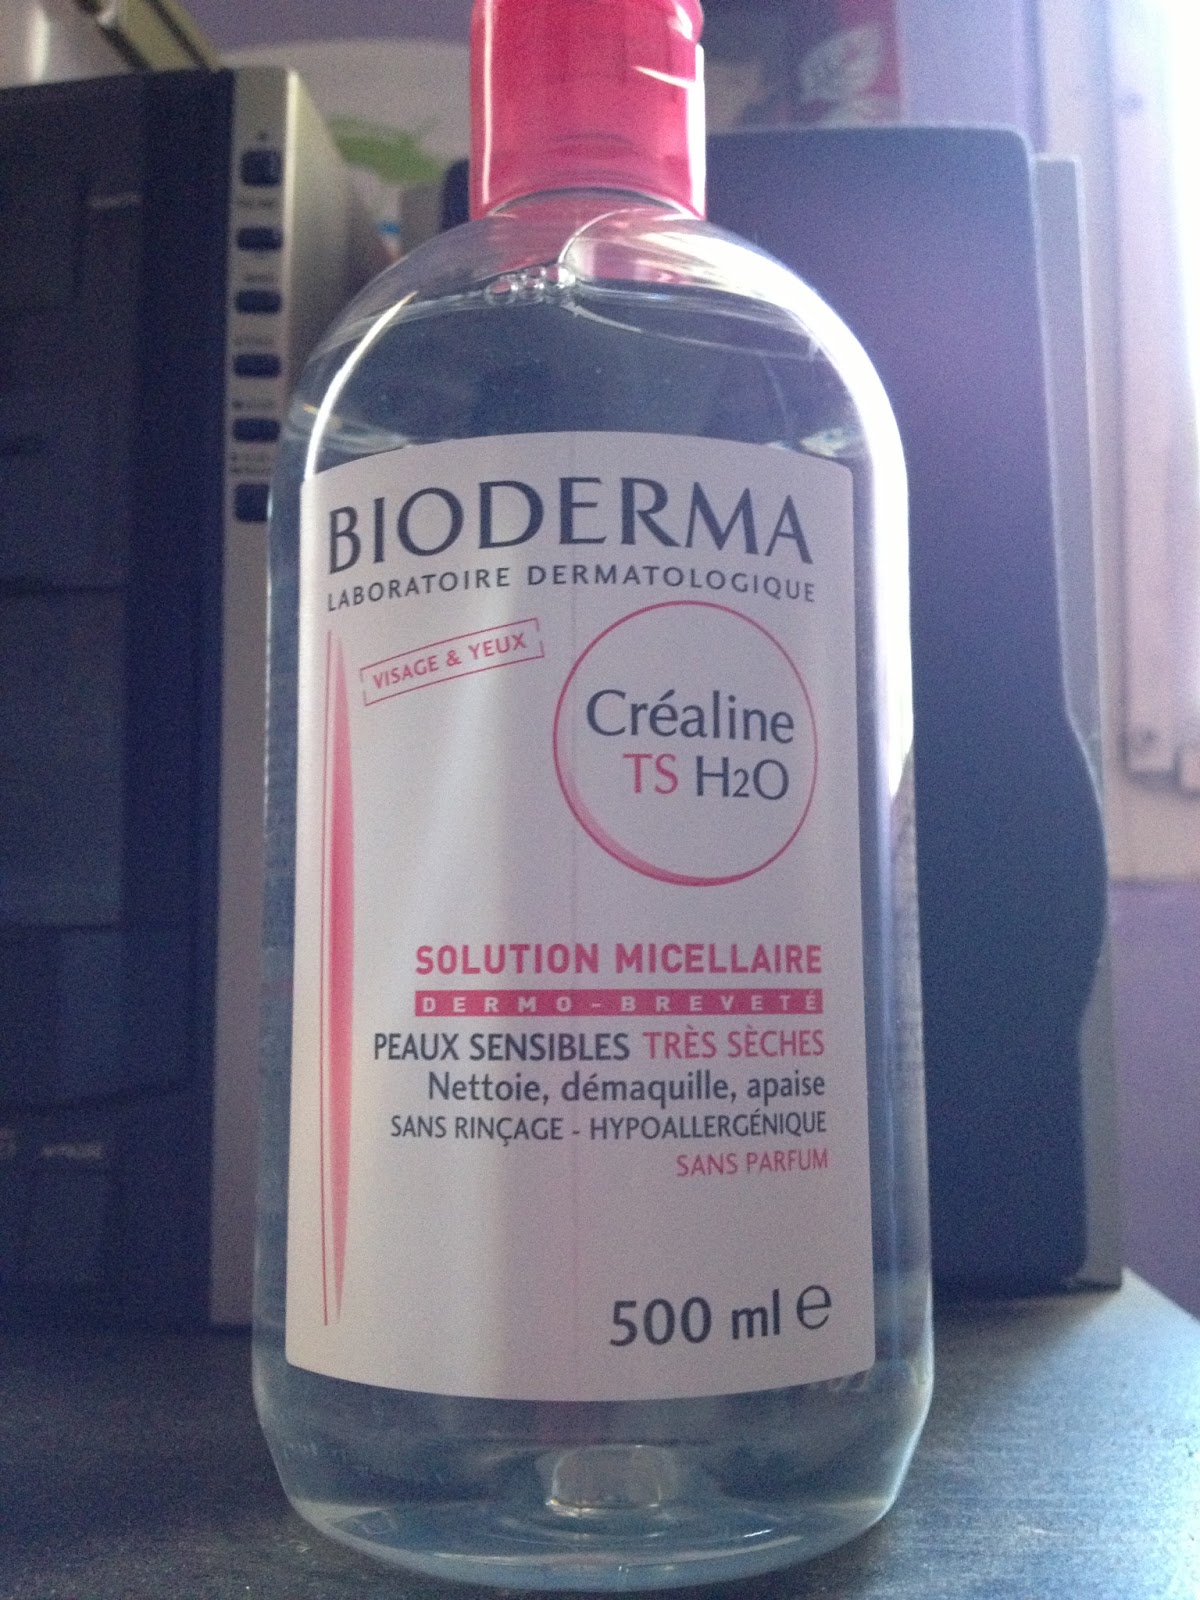 BIODERMA
LABORATOIRE DERMATOLOGIQUE
VISAGE & YEUX
Créaline
TS H2O
SOLUTION MICELLAIRE
DERMO-BREVETÉ
PEAUX SENSIBLES TRÈS SÈCHES
Nettoie, démaquille, apaise
SANS RINÇAGE - HYPOALLERGÉNIQUE
SANS PARFUM
500 ml e